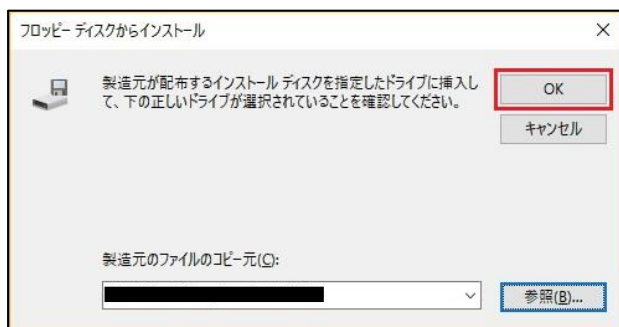 フロッピー ディスクからインストール
製造元が配布するインストール ディスクを指定したドライブに挿入し
て、下の正しいドライブが選択されていることを確認してください。
OK
キャンセル
製造元のファイルのコピー元(C):
参照(B)...